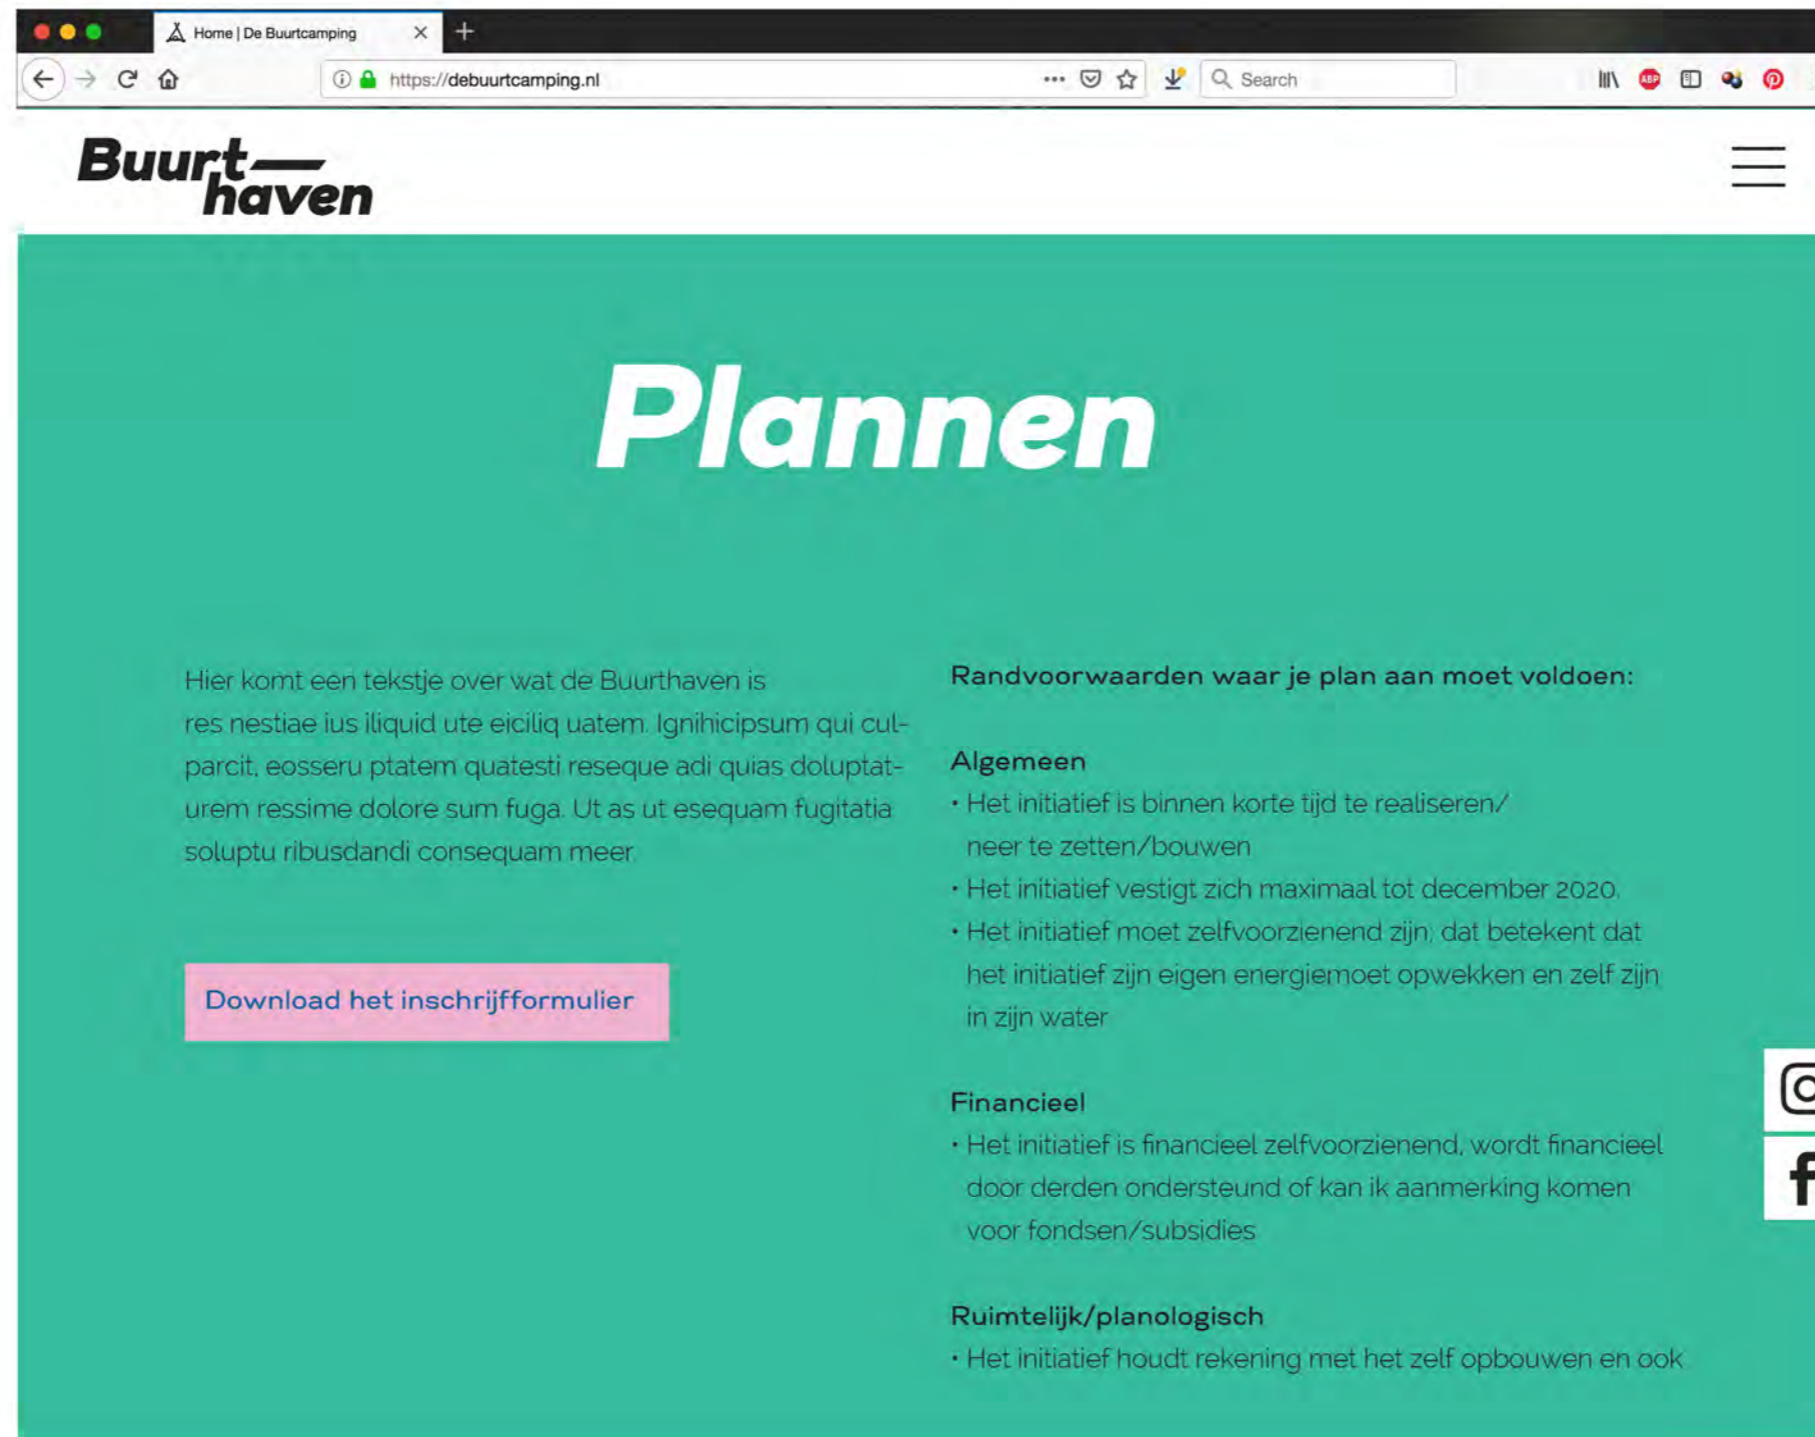 Home | De Buurtcamping
https://debuurtcamping.nl
Search
ABP
Buurt—
haven
Plannen
Hier komt een tekstje over wat de Buurthaven is
res nestiae ius iliquid ute eiciliq uatem. Ignihicipsum qui cul-
parcit, eosseru ptatem quatesti reseque adi quias doluptat-
urem ressime dolore sum fuga. Ut as ut esequam fugitatia
soluptu ribusdandi consequam meer.
Download het inschrijfformulier
Randvoorwaarden waar je plan aan moet voldoen:
Algemeen
• Het initiatief is binnen korte tijd te realiseren/
neer te zetten/bouwen
• Het initiatief vestigt zich maximaal tot december 2020.
• Het initiatief moet zelfvoorzienend zijn; dat betekent dat
het initiatief zijn eigen energiemoet opwekken en zelf zijn
in zijn water
Financieel
• Het initiatief is financieel zelfvoorzienend, wordt financieel
door derden ondersteund of kan ik aanmerking komen
voor fondsen/subsidies
Ruimtelijk/planologisch
• Het initiatief houdt rekening met het zelf opbouwen en ook